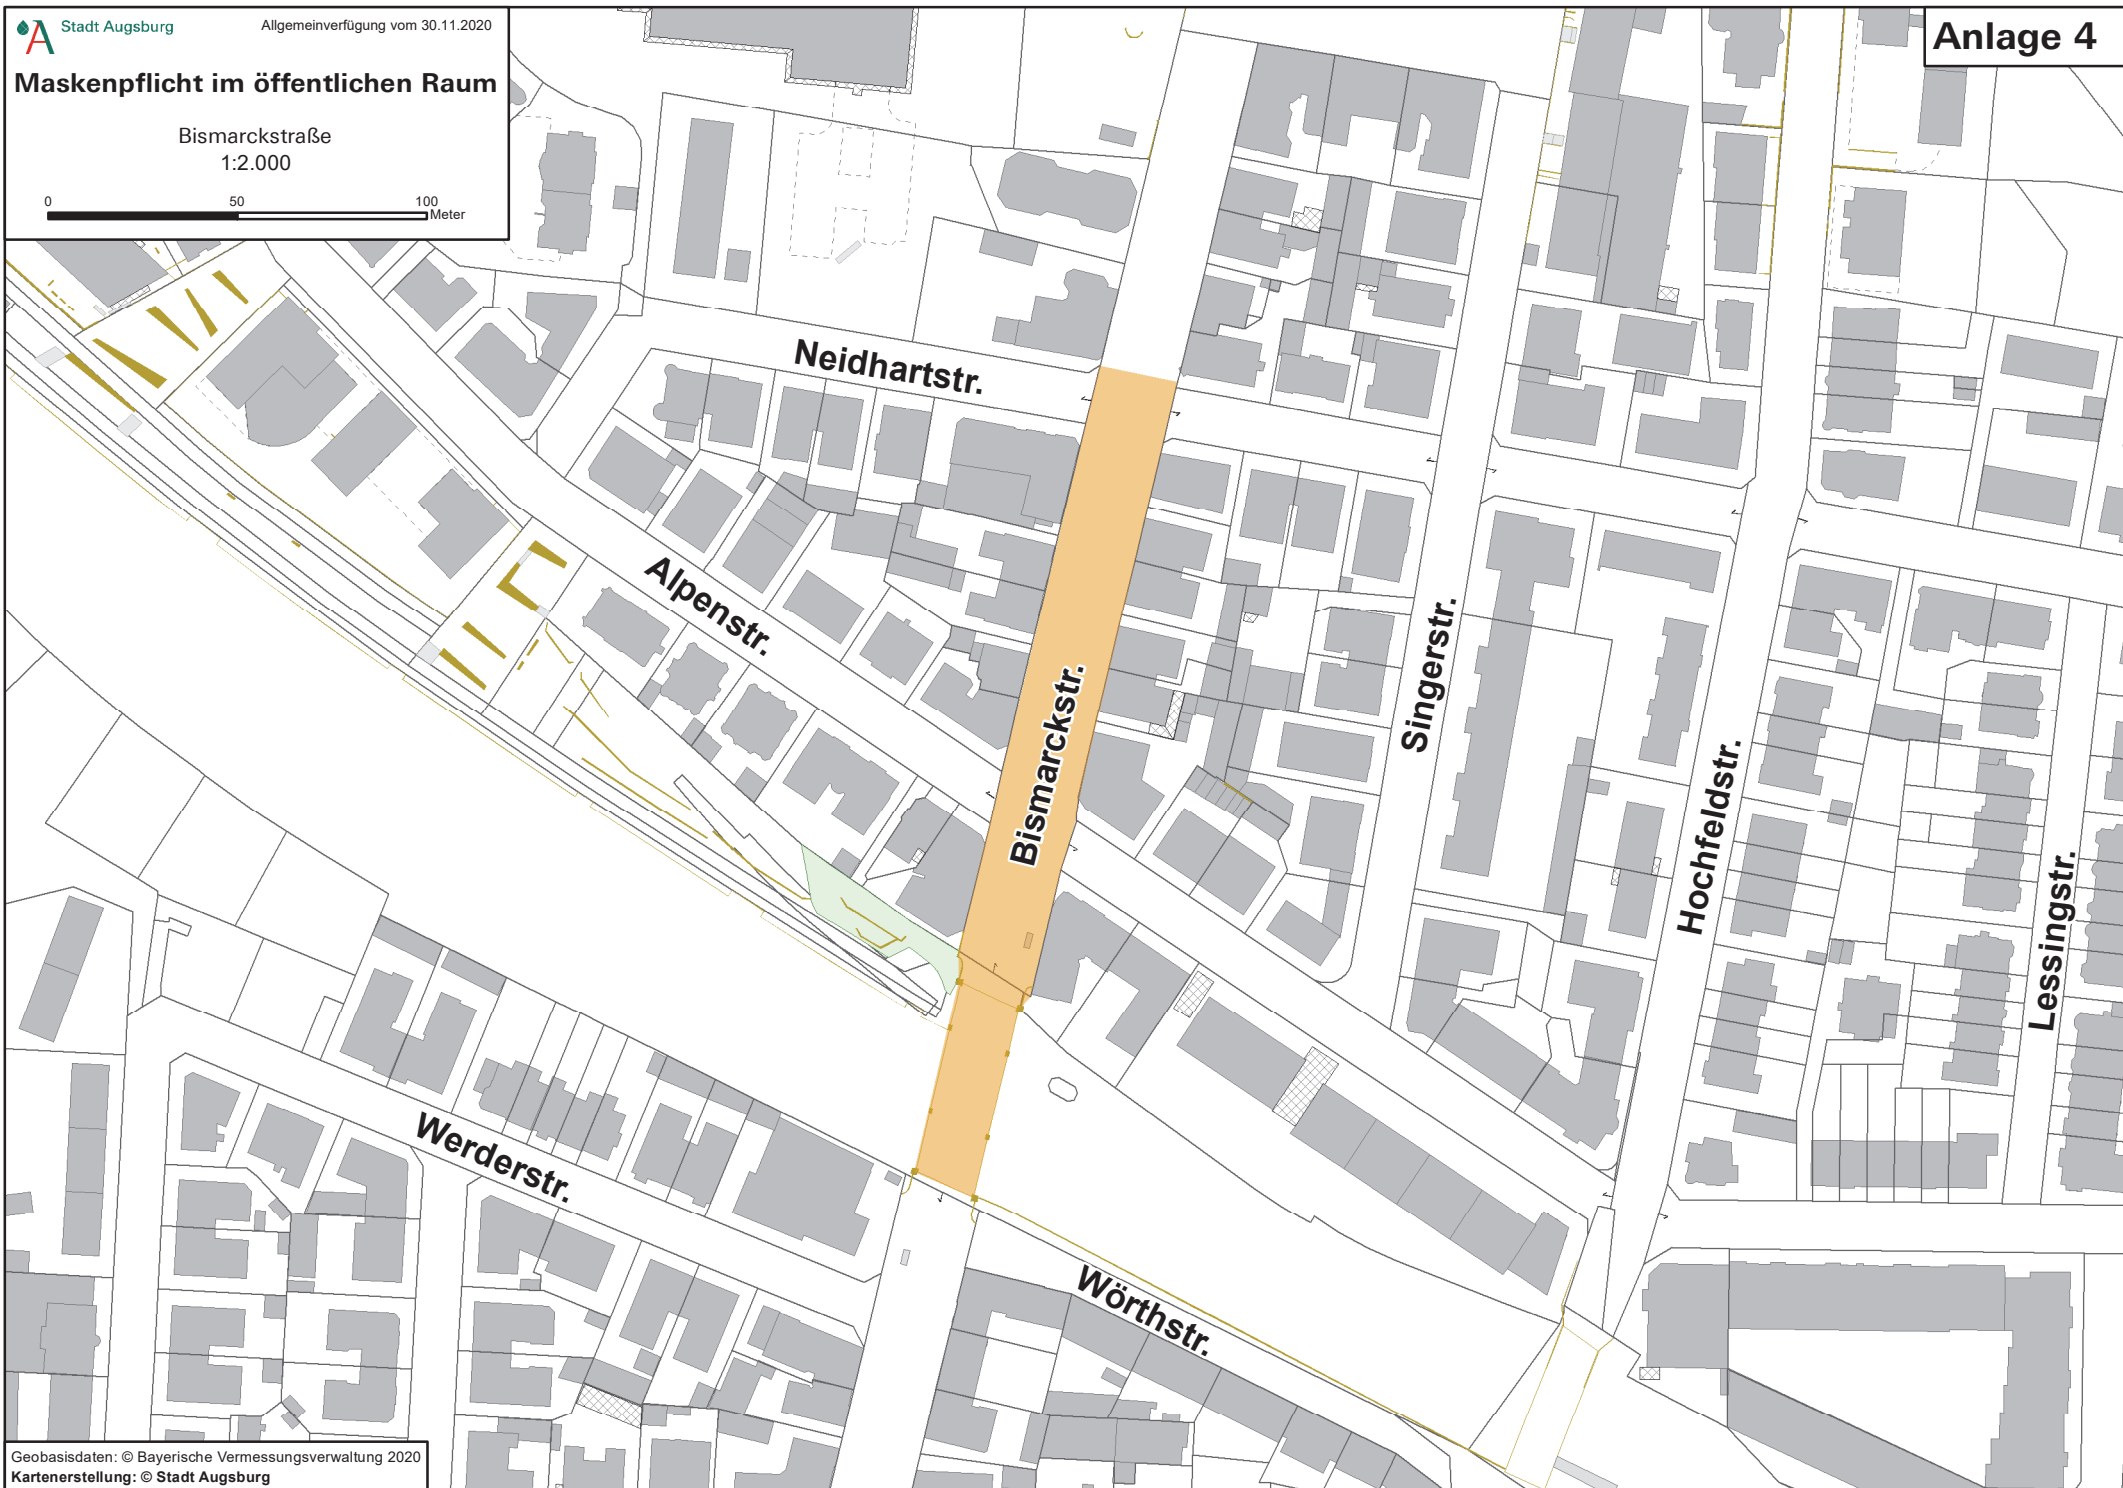 Stadt Augsburg
Allgemeinverfügung vom 30.11.2020
Maskenpflicht im öffentlichen Raum
Bismarckstraße
1:2.000
0 50 100
Meter
Anlage 4
Neidhartstr.
Alpenstr.
Bismarckstr.
Singerstr.
Hochfeldstr.
Lessingstr.
Werderstr.
Wörthstr.
Geobasisdaten: © Bayerische Vermessungsverwaltung 2020
Kartenerstellung: © Stadt Augsburg